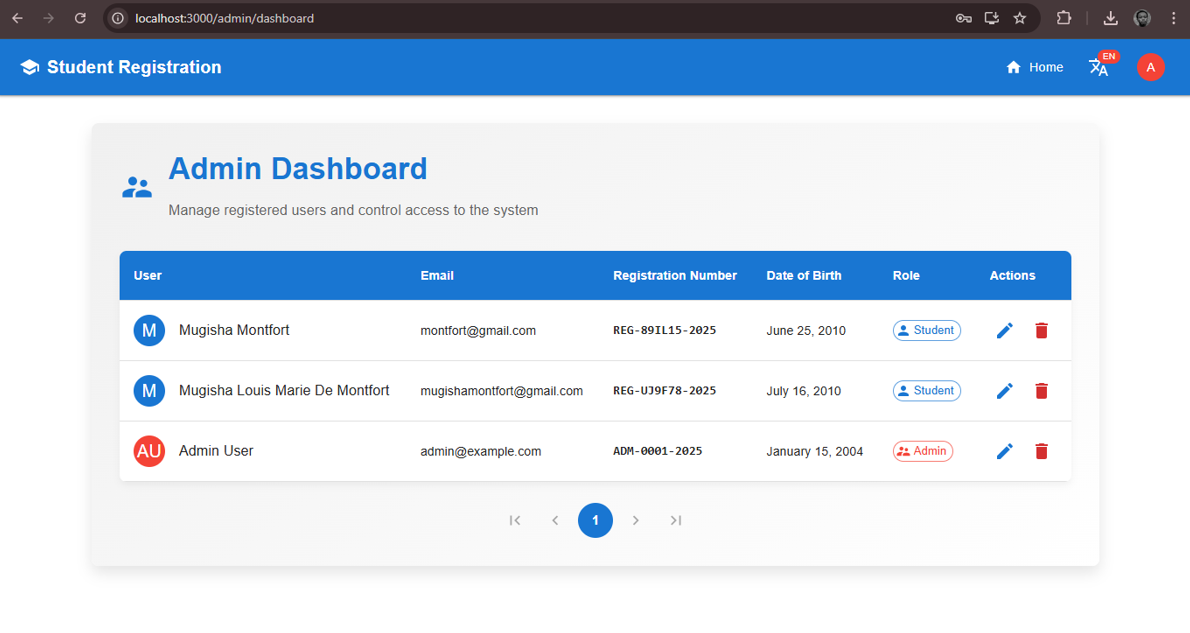 localhost:3000/admin/dashboard
Student Registration
Home
EN
A
Admin Dashboard
Manage registered users and control access to the system
User Email Registration Number Date of Birth Role Actions
M Mugisha Montfort montfort@gmail.com REG-89IL15-2025 June 25, 2010 Student
M Mugisha Louis Marie De Montfort mugishamontfort@gmail.com REG-UJ9F78-2025 July 16, 2010 Student
AU Admin User admin@example.com ADM-0001-2025 January 15, 2004 Admin
1